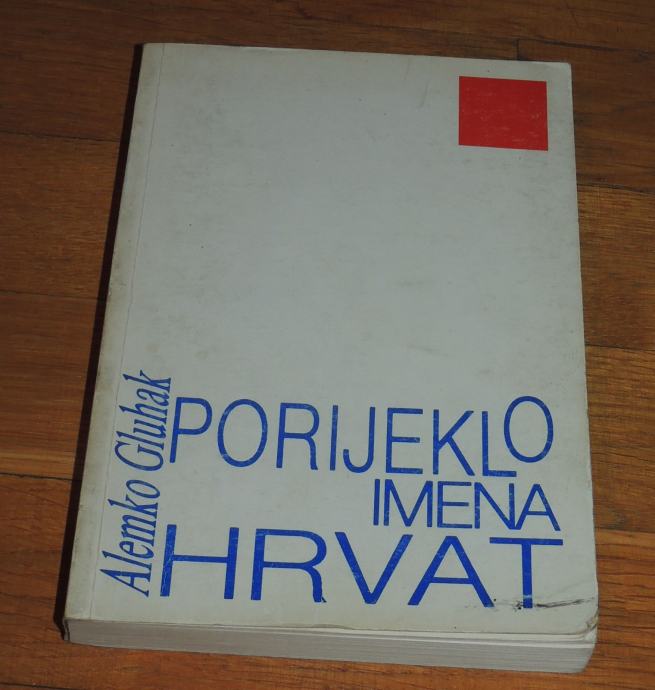 Alemko Gluhak
PORIJEKLO
IMENA
HRVAT